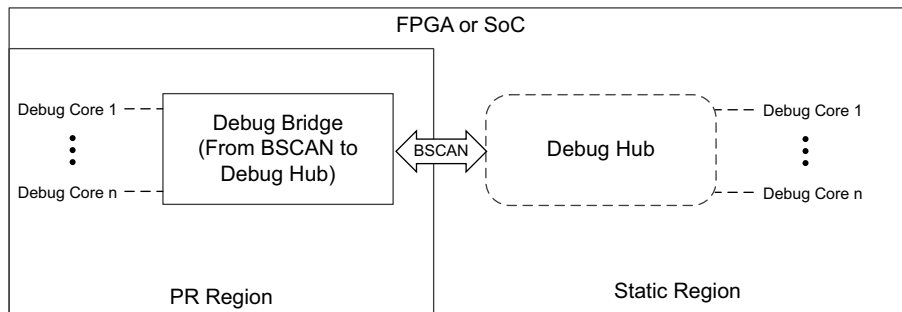 FPGA or SoC
Debug Core 1
Debug Core n
Debug Bridge
(From BSCAN to
Debug Hub)
BSCAN
Debug Hub
Debug Core 1
Debug Core n
PR Region
Static Region